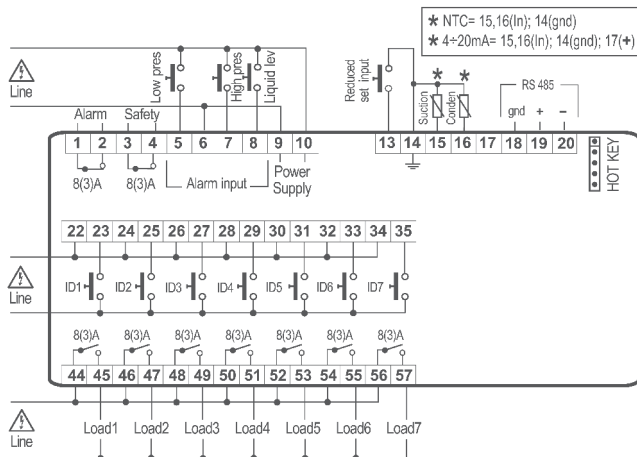 * NTC= 15,16(In); 14(gnd)
* 4÷20mA= 15,16(In); 14(gnd); 17(+)
Line
Low pres
High pres
Liquid lev
Reduced
set input
*
*
Suction
Conden
RS 485
gnd + –
Alarm Safety
1 2 3 4 5 6 7 8 9 10 13 14 15 16 17 18 19 20
8(3)A 8(3)A Alarm input Power
Supply
HOT KEY
22 23 24 25 26 27 28 29 30 31 32 33 34 35
Line
ID1 ID2 ID3 ID4 ID5 ID6 ID7
8(3)A 8(3)A 8(3)A 8(3)A 8(3)A 8(3)A 8(3)A
44 45 46 47 48 49 50 51 52 53 54 55 56 57
Line
Load1 Load2 Load3 Load4 Load5 Load6 Load7